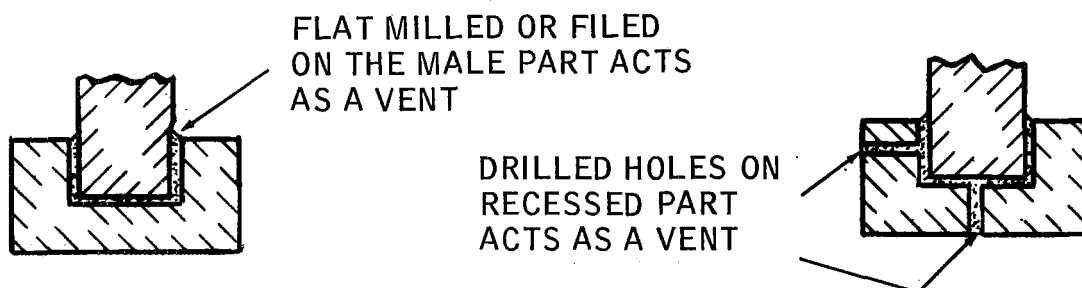 FLAT MILLED OR FILED
ON THE MALE PART ACTS
AS A VENT
DRILLED HOLES ON
RECESSED PART
ACTS AS A VENT